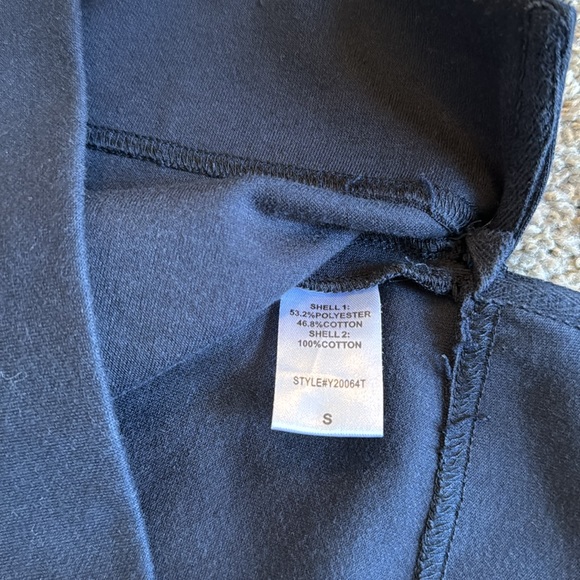 SHELL 1:
53.2%POLYESTER
46.8%COTTON
SHELL 2:
100%COTTON
STYLE#Y20064T
S